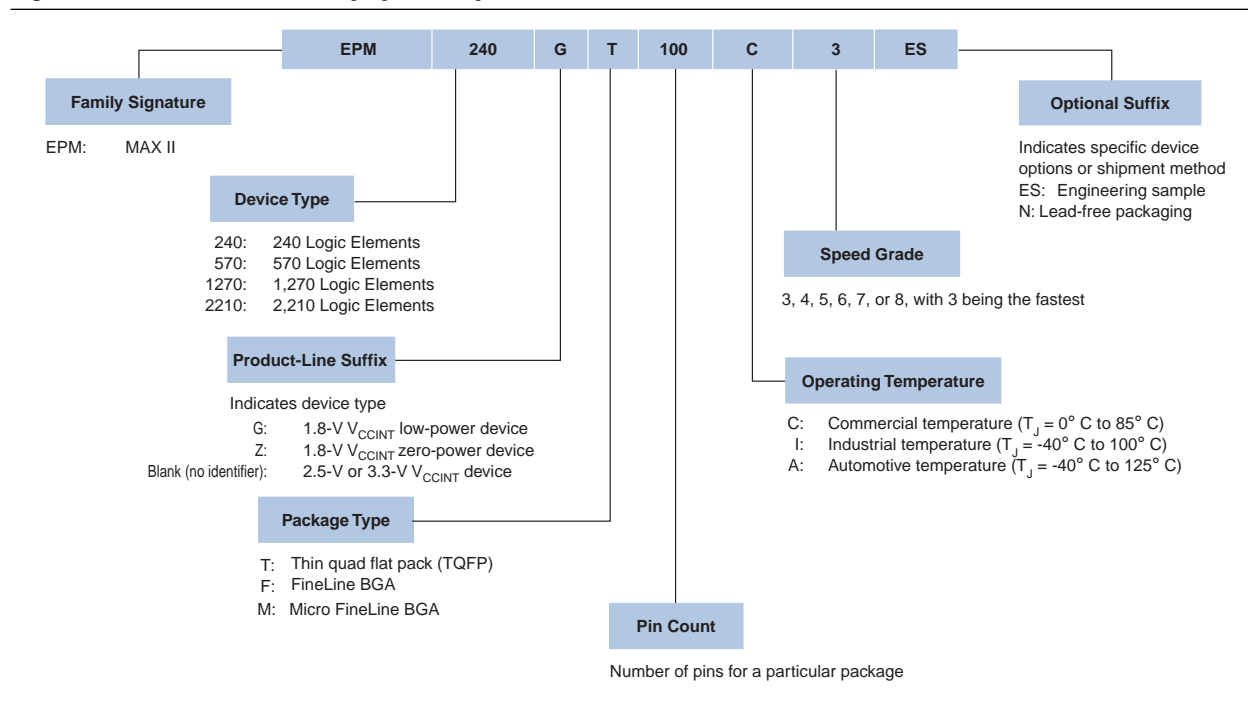 EPM 240 G T 100 C 3 ES
Family Signature
EPM: MAX II
Optional Suffix
Indicates specific device
options or shipment method
ES: Engineering sample
N: Lead-free packaging
Device Type
240: 240 Logic Elements
570: 570 Logic Elements
1270: 1,270 Logic Elements
2210: 2,210 Logic Elements
Speed Grade
3, 4, 5, 6, 7, or 8, with 3 being the fastest
Product-Line Suffix
Indicates device type
G: 1.8-V VCCINT low-power device
Z: 1.8-V VCCINT zero-power device
Blank (no identifier): 2.5-V or 3.3-V VCCINT device
Operating Temperature
C: Commercial temperature (TJ = 0° C to 85° C)
I: Industrial temperature (TJ = -40° C to 100° C)
A: Automotive temperature (TJ = -40° C to 125° C)
Package Type
T: Thin quad flat pack (TQFP)
F: FineLine BGA
M: Micro FineLine BGA
Pin Count
Number of pins for a particular package